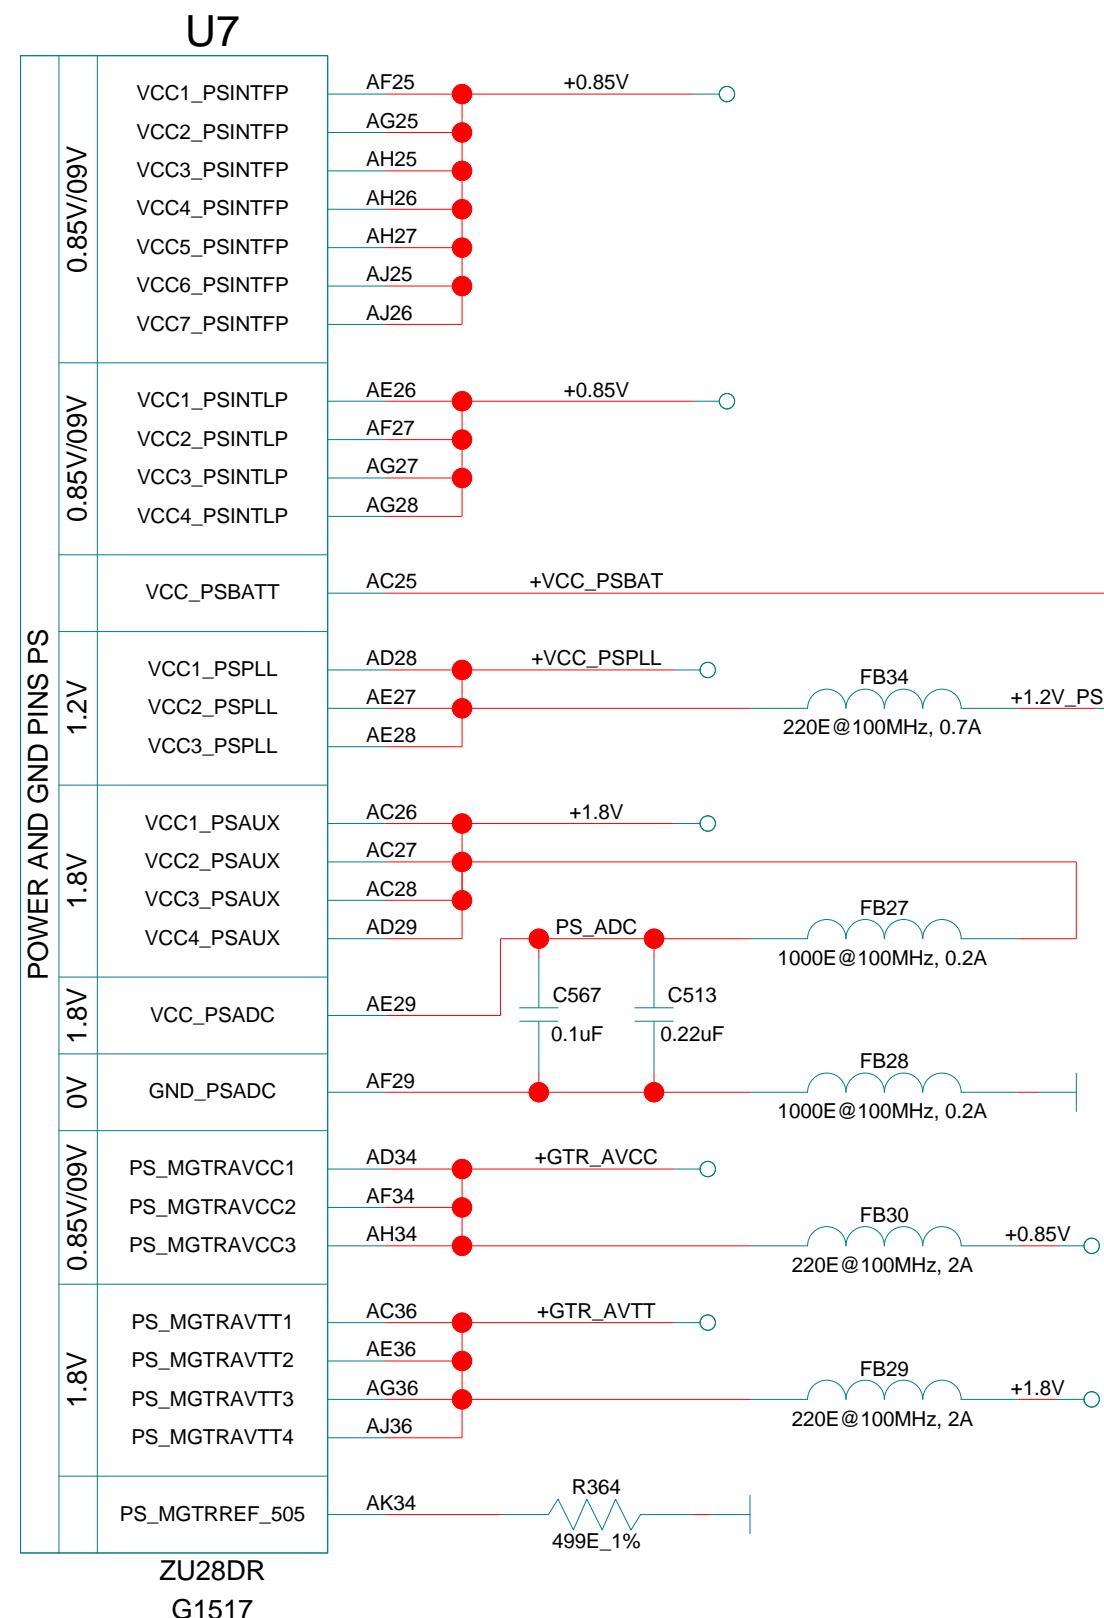 U7
VCC1_PSINTFP AF25 +0.85V
VCC2_PSINTFP AG25
VCC3_PSINTFP AH25
VCC4_PSINTFP AH26
VCC5_PSINTFP AH27
VCC6_PSINTFP AJ25
VCC7_PSINTFP AJ26
0.85V/09V
VCC1_PSINTLP AE26 +0.85V
VCC2_PSINTLP AF27
VCC3_PSINTLP AG27
VCC4_PSINTLP AG28
0.85V/09V
VCC_PSBATT AC25 +VCC_PSBAT
POWER AND GND PINS PS
VCC1_PSPLL AD28 +VCC_PSPLL
VCC2_PSPLL AE27 FB34 +1.2V_PS
220E@100MHz, 0.7A
VCC3_PSPLL AE28
1.2V
VCC1_PSAUX AC26 +1.8V
VCC2_PSAUX AC27
VCC3_PSAUX AC28
VCC4_PSAUX AD29
1.8V
PS_ADC FB27
1000E@100MHz, 0.2A
VCC_PSADC AE29
1.8V
C567 C513
0.1uF 0.22uF
GND_PSADC AF29 FB28
0V
1000E@100MHz, 0.2A
PS_MGTRAVCC1 AD34 +GTR_AVCC
PS_MGTRAVCC2 AF34
PS_MGTRAVCC3 AH34 FB30 +0.85V
220E@100MHz, 2A
0.85V/09V
PS_MGTRAVTT1 AC36 +GTR_AVTT
PS_MGTRAVTT2 AE36
PS_MGTRAVTT3 AG36 FB29 +1.8V
220E@100MHz, 2A
PS_MGTRAVTT4 AJ36
1.8V
PS_MGTRREF_505 AK34 R364
499E_1%
ZU28DR
G1517